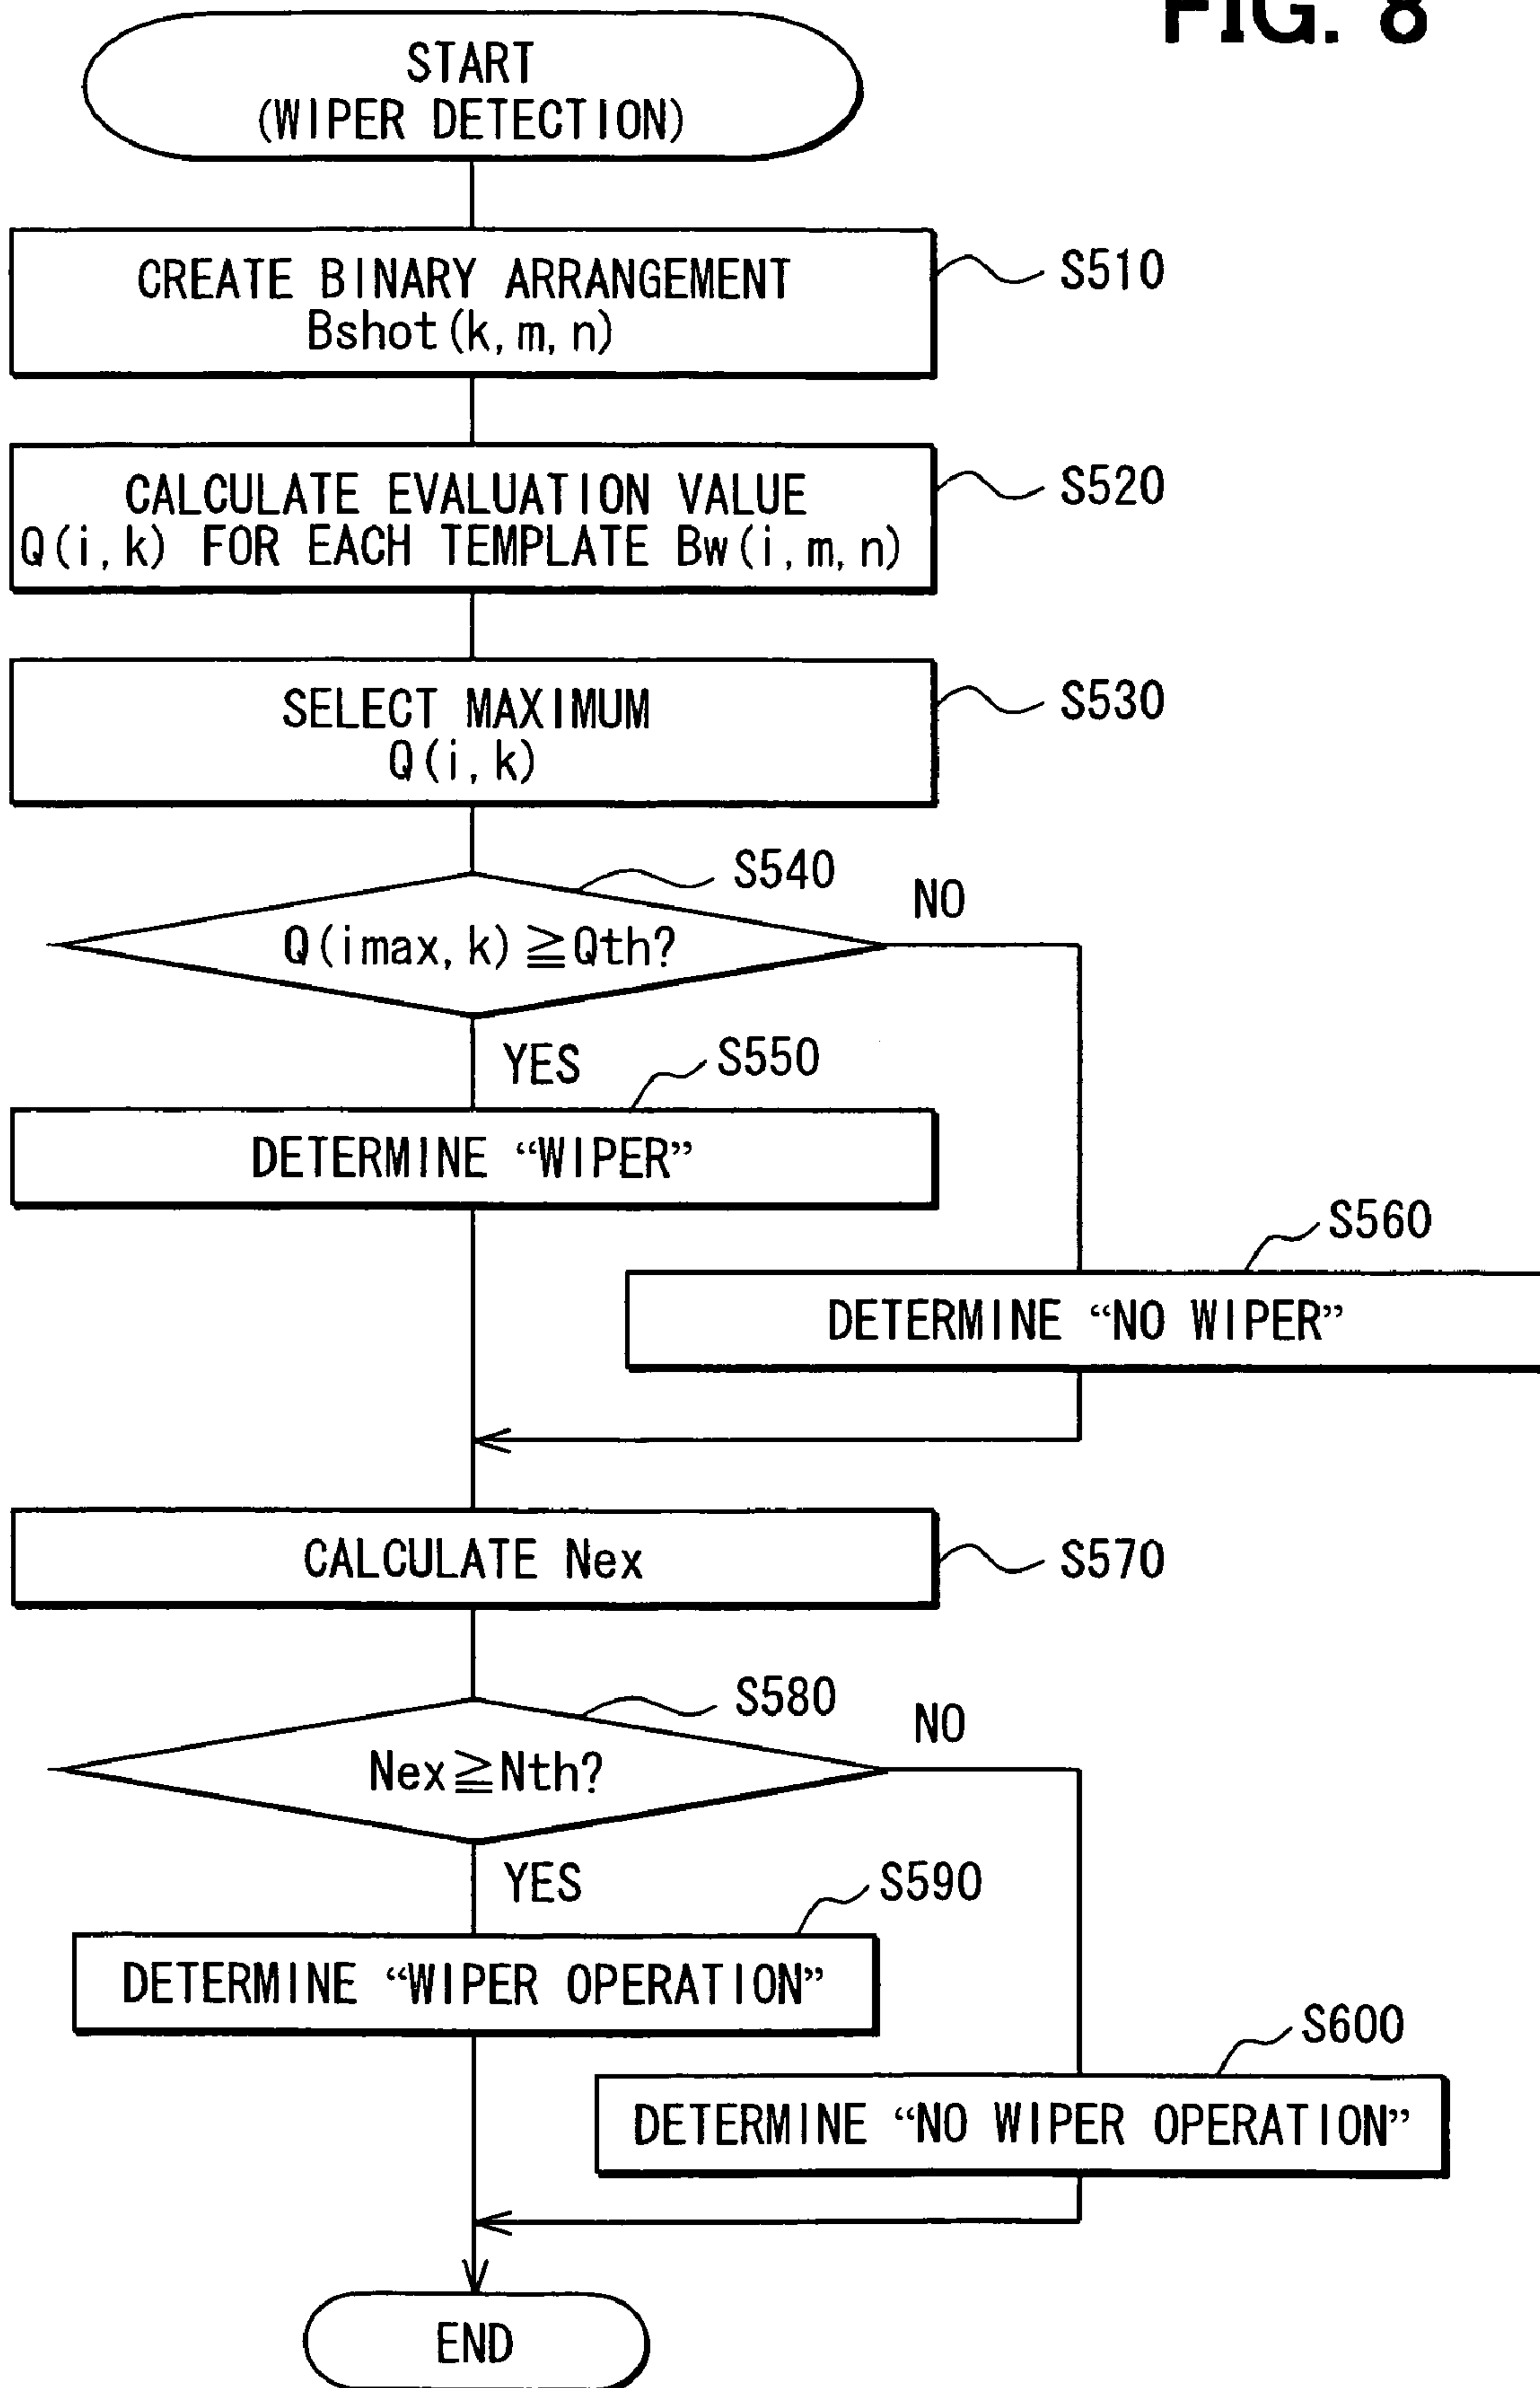 FIG. 8
START
(WIPER DETECTION)
CREATE BINARY ARRANGEMENT
Bshot(k,m,n)
S510
CALCULATE EVALUATION VALUE
Q(i,k) FOR EACH TEMPLATE Bw(i,m,n)
S520
SELECT MAXIMUM
Q(i,k)
S530
S540
NO
Q(imax,k)≧Qth?
YES
S550
DETERMINE “WIPER”
S560
DETERMINE “NO WIPER”
CALCULATE Nex
S570
S580
NO
Nex≧Nth?
YES
S590
DETERMINE “WIPER OPERATION”
S600
DETERMINE “NO WIPER OPERATION”
END